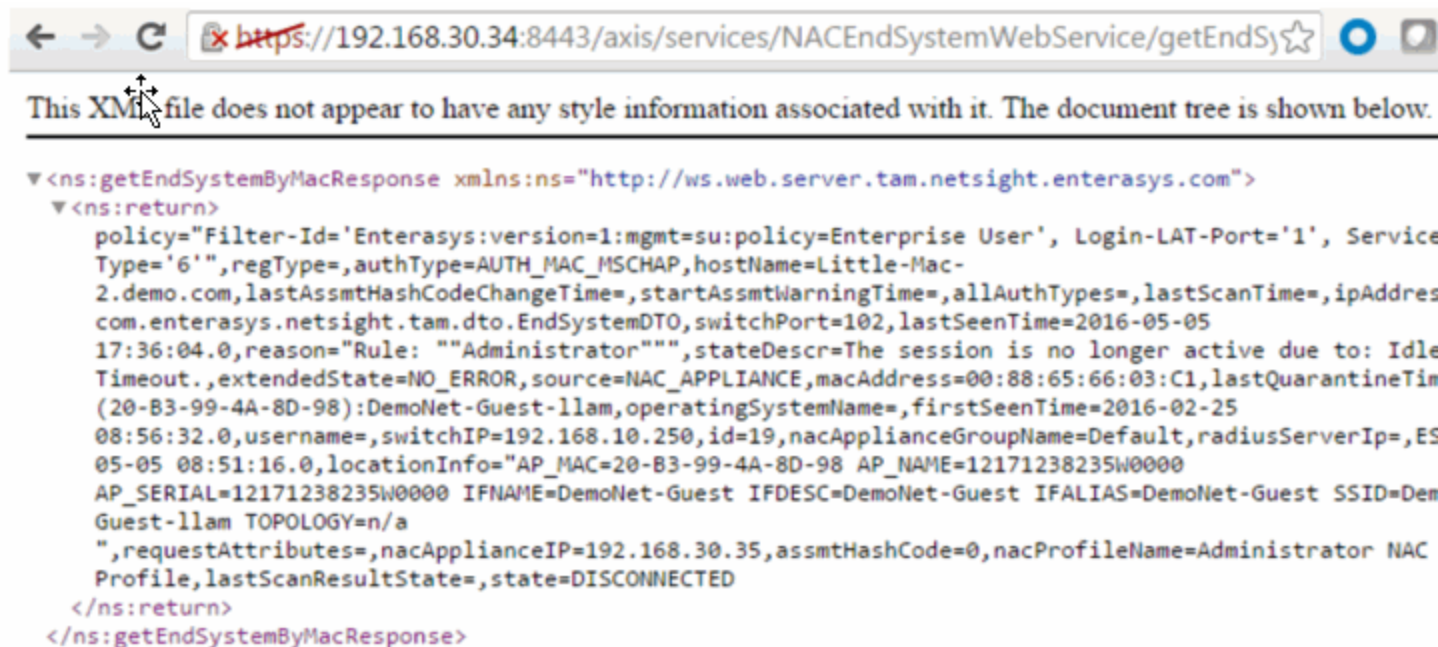 https://192.168.30.34:8443/axis/services/NACEndSystemWebService/getEndSy
This XML file does not appear to have any style information associated with it. The document tree is shown below.
▼<ns:getEndSystemByMacResponse xmlns:ns="http://ws.web.server.tam.netsight.enterasys.com">
▼<ns:return>
policy="Filter-Id='Enterasys:version=1:mgmt=su:policy=Enterprise User', Login-LAT-Port='1', Service
Type='6'",regType=,authType=AUTH_MAC_MSCHAP,hostName=Little-Mac-
2.demo.com,lastAssmtHashCodeChangeTime=,startAssmtWarningTime=,allAuthTypes=,lastScanTime=,ipAddres
com.enterasys.netsight.tam.dto.EndSystemDTO,switchPort=102,lastSeenTime=2016-05-05
17:36:04.0,reason="Rule: ""Administrator""",stateDescr=The session is no longer active due to: Idle
Timeout.,extendedState=NO_ERROR,source=NAC_APPLIANCE,macAddress=00:88:65:66:03:C1,lastQuarantineTim
(20-B3-99-4A-8D-98):DemoNet-Guest-llam,operatingSystemName=,firstSeenTime=2016-02-25
08:56:32.0,username=,switchIP=192.168.10.250,id=19,nacApplianceGroupName=Default,radiusServerIp=,ES
05-05 08:51:16.0,locationInfo="AP_MAC=20-B3-99-4A-8D-98 AP_NAME=12171238235W0000
AP_SERIAL=12171238235W0000 IFNAME=DemoNet-Guest IFDESC=DemoNet-Guest IFALIAS=DemoNet-Guest SSID=Dem
Guest-llam TOPOLOGY=n/a
",requestAttributes=,nacApplianceIP=192.168.30.35,assmtHashCode=0,nacProfileName=Administrator NAC
Profile,lastScanResultState=,state=DISCONNECTED
</ns:return>
</ns:getEndSystemByMacResponse>